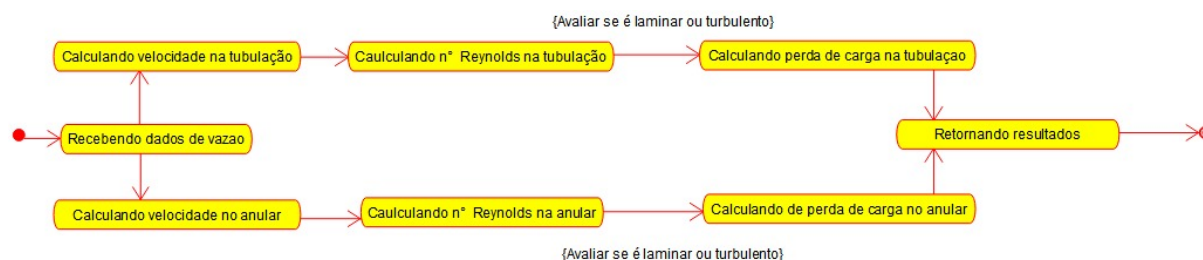 {Avaliar se é laminar ou turbulento}
Calculando velocidade na tubulação
Caulculando n° Reynolds na tubulação
Calculando perda de carga na tubulaçao
Recebendo dados de vazao
Retornando resultados
Calculando velocidade no anular
Caulculando n° Reynolds na anular
Calculando de perda de carga no anular
{Avaliar se é laminar ou turbulento}